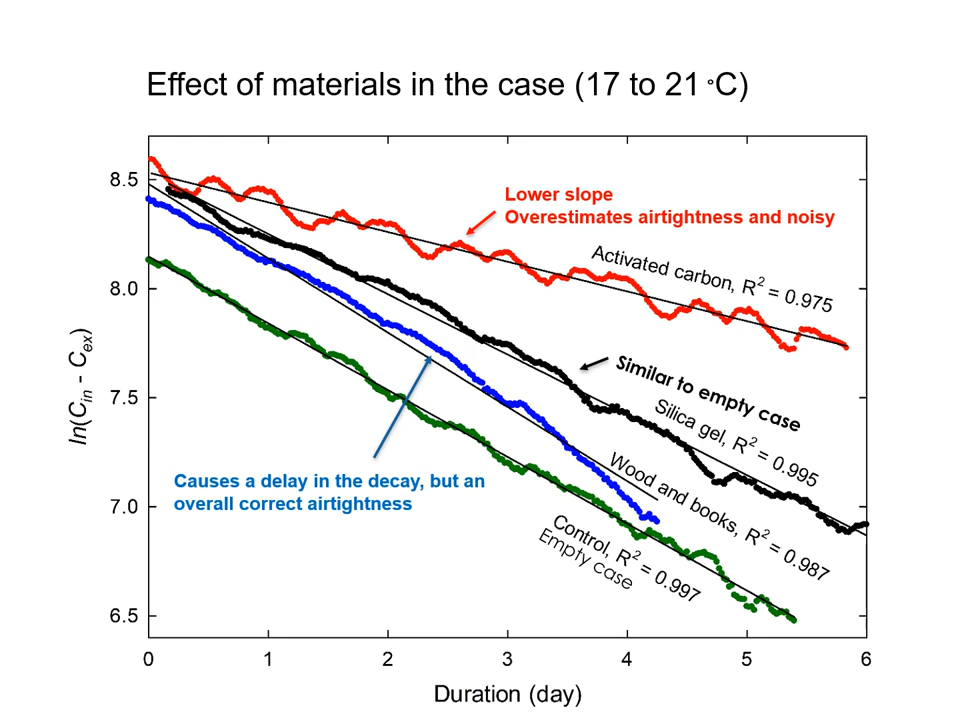 Effect of materials in the case (17 to 21 °C)
8.5
8.0
7.5
7.0
6.5
ln(Cin - Cex)
Lower slope
Overestimates airtightness and noisy
Activated carbon, R2 = 0.975
Similar to empty case
Silica gel, R2 = 0.995
Wood and books, R2 = 0.987
Causes a delay in the decay, but an
overall correct airtightness
Control, R2 = 0.997
Empty case
0 1 2 3 4 5 6
Duration (day)